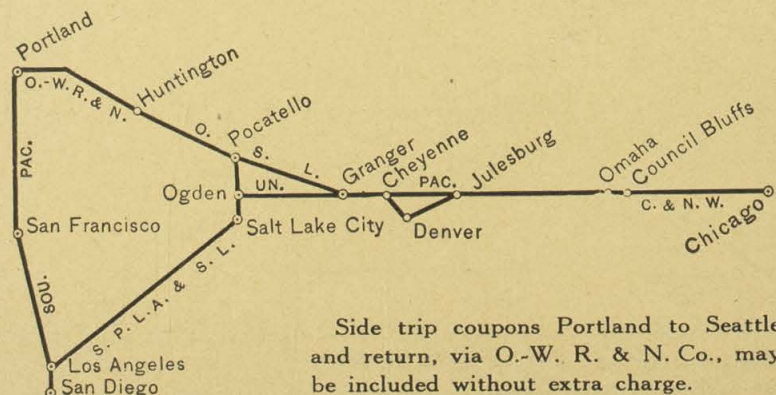 Portland
O.-W. R. & N.
Huntington
O. S. L.
Pocatello
PAC.
Ogden
UN. PAC.
Granger
Cheyenne
Julesburg
Omaha
Council Bluffs
C. & N. W.
Chicago
San Francisco
Salt Lake City
Denver
SOU.
S. P. L. A. & S. L.
Los Angeles
San Diego
Side trip coupons Portland to Seattle
and return, via O.-W. R. & N. Co., may
be included without extra charge.